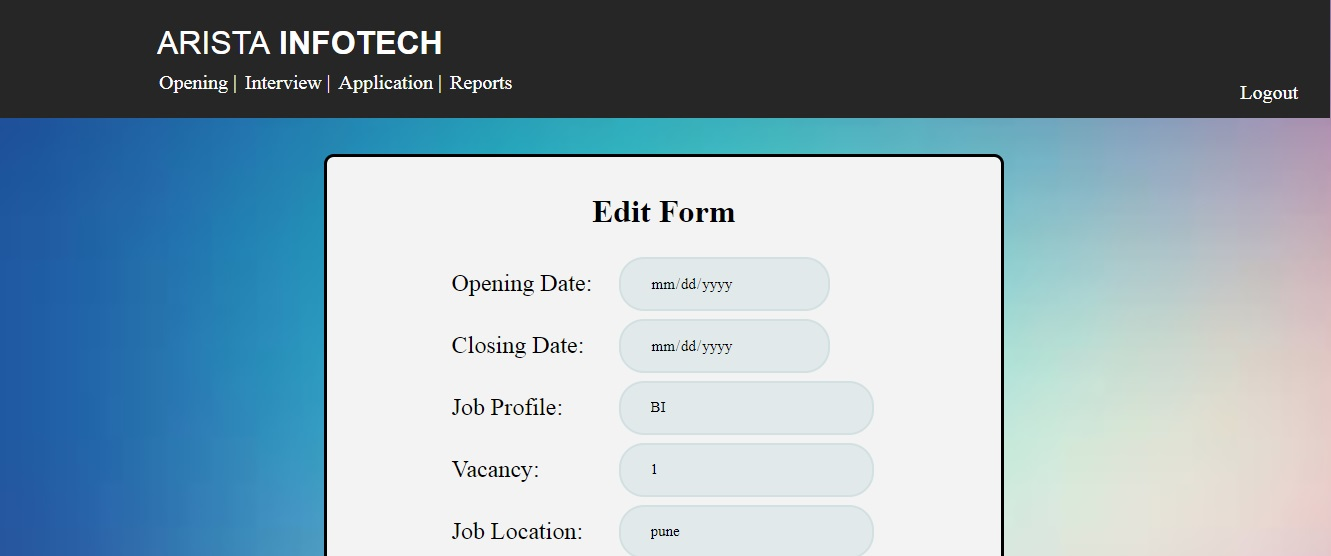 ARISTA INFOTECH
Opening | Interview | Application | Reports
Logout
Edit Form
Opening Date: mm/dd/yyyy
Closing Date: mm/dd/yyyy
Job Profile: BI
Vacancy: 1
Job Location: pune